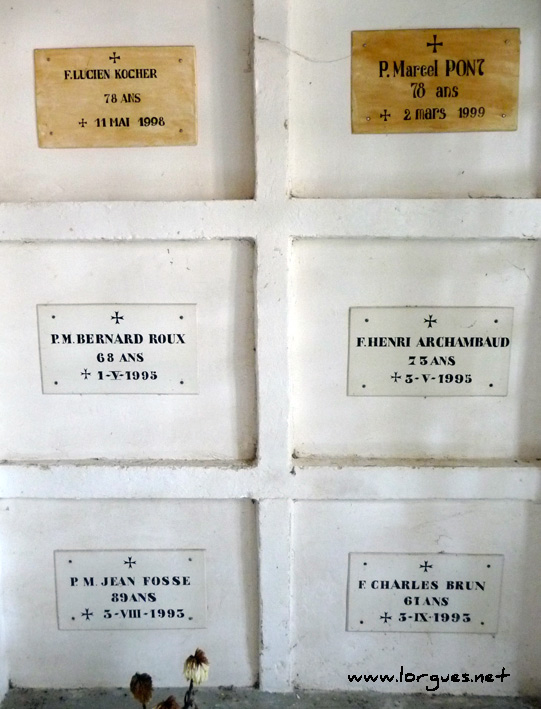 ✠
F. LUCIEN KOCHER
78 ANS
✠ 11 MAI 1998
✠
P. Marcel PONT
78 ans
✠ 2 mars 1999
✠
P.M. BERNARD ROUX
68 ANS
✠ 1-V-1995
✠
F. HENRI ARCHAMBAUD
73 ANS
✠ 3-V-1995
✠
P.M. JEAN FOSSE
89 ANS
✠ 3-VIII-1993
✠
F. CHARLES BRUN
61 ANS
✠ 3-IX-1993
www.lorgues.net